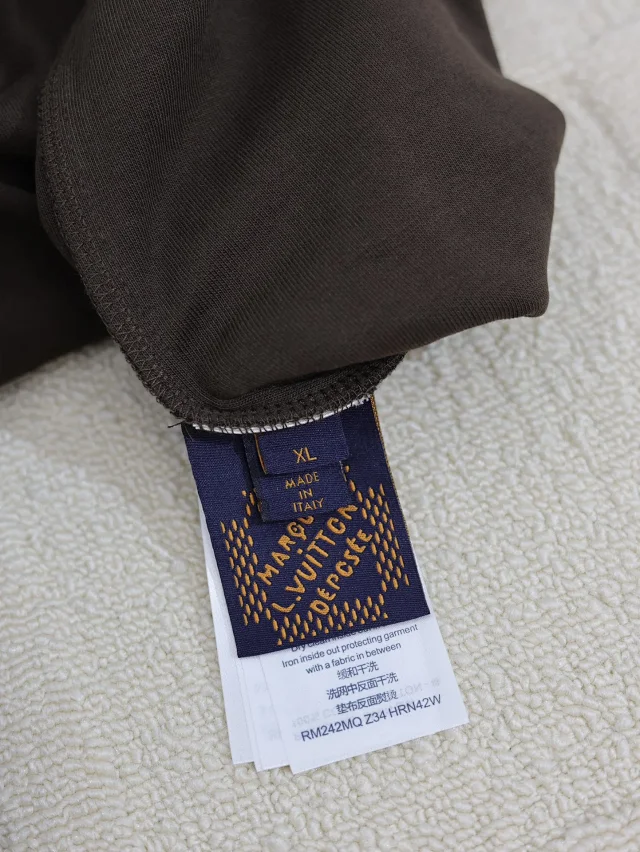 XL
MADE
IN
ITALY
MARQUE
L.VUITTON
DÉPOSÉE
Iron inside out protecting garment
with a fabric in between
缓和干洗
洗网中反面干洗
垫布反面熨烫
RM242MQ Z34 HRN42W